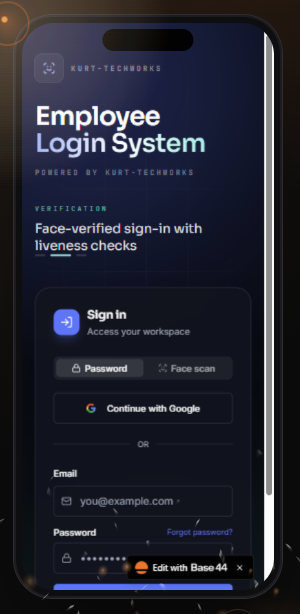 KURT-TECHWORKS
Employee
Login System
POWERED BY KURT-TECHWORKS
VERIFICATION
Face-verified sign-in with
liveness checks
Sign in
Access your workspace
Password
Face scan
Continue with Google
OR
Email
you@example.com
Password
Forgot password?
Edit with Base 44